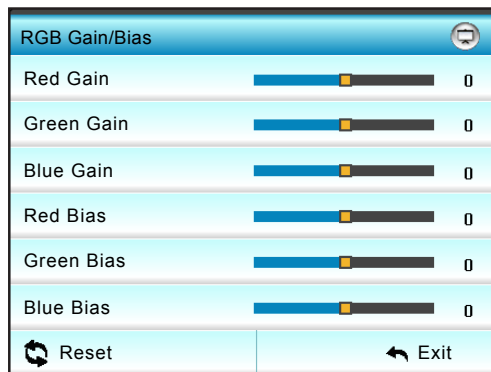 RGB Gain/Bias
Red Gain 0
Green Gain 0
Blue Gain 0
Red Bias 0
Green Bias 0
Blue Bias 0
Reset Exit